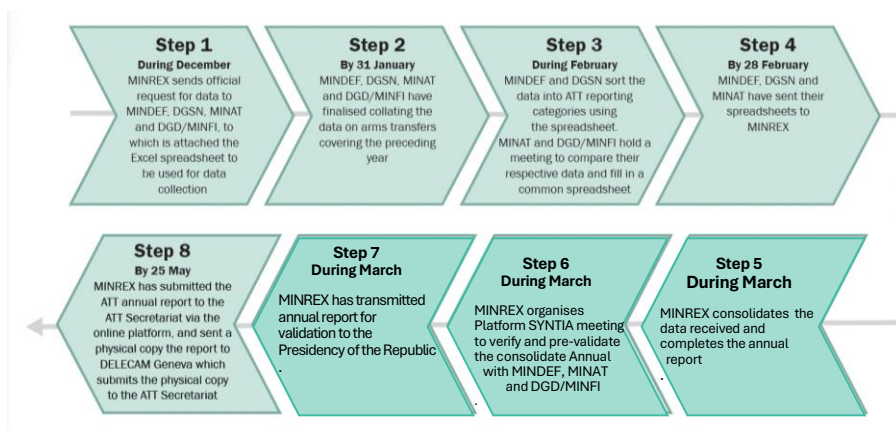 Step 1
During December
MINREX sends official
request for data to
MINDEF, DGSN, MINAT
and DGD/MINFI, to
which is attached the
Excel spreadsheet to
be used for data
collection
Step 2
By 31 January
MINDEF, DGSN, MINAT
and DGD/MINFI have
finalised collating the
data on arms transfers
covering the preceding
year
Step 3
During February
MINDEF and DGSN sort the
data into ATT reporting
categories using
the spreadsheet.
MINAT and DGD/MINFI hold a
meeting to compare their
respective data and fill in a
common spreadsheet
Step 4
By 28 February
MINDEF, DGSN and
MINAT have sent their
spreadsheets to
MINREX
Step 5
During March
MINREX consolidates the
data received and
completes the annual
report
.
Step 6
During March
MINREX organises
Platform SYNTIA meeting
to verify and pre-validate
the consolidate Annual
with MINDEF, MINAT
and DGD/MINFI
.
Step 7
During March
MINREX has transmitted
annual report for
validation to the
Presidency of the Republic
.
Step 8
By 25 May
MINREX has submitted the
ATT annual report to the
ATT Secretariat via the
online platform, and sent a
physical copy the report to
DELECAM Geneva which
submits the physical copy
to the ATT Secretariat